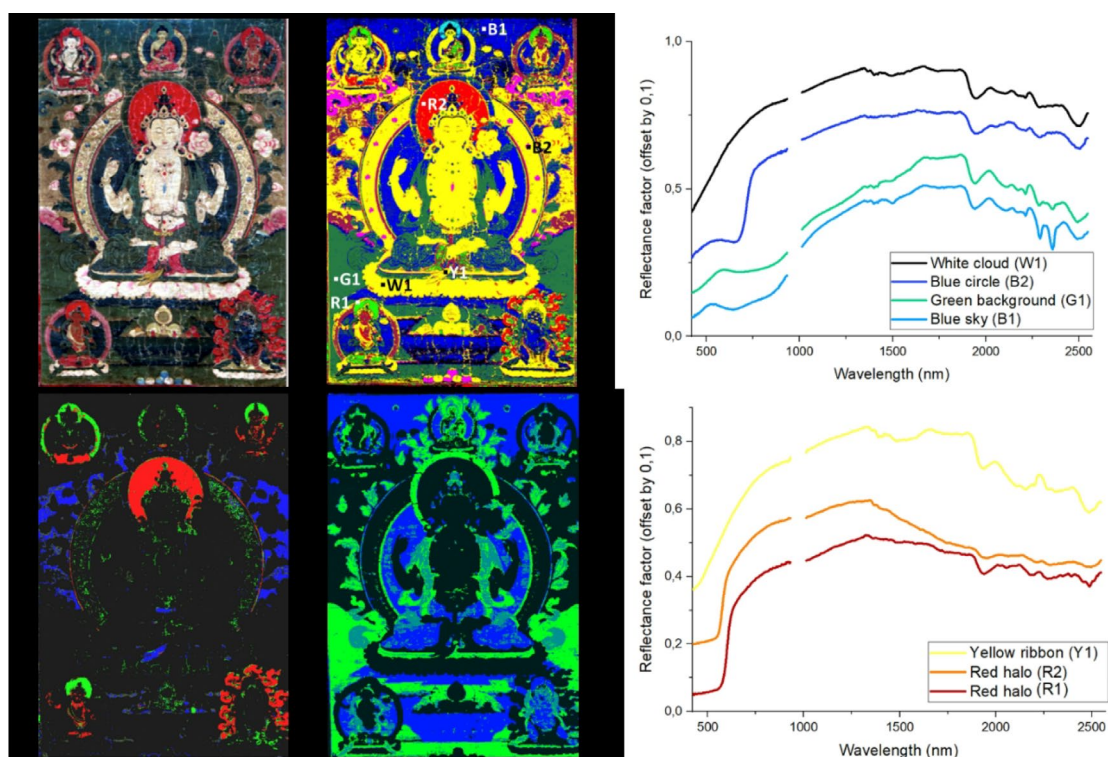 B1
R2
B2
G1
Y1
W1
R1
Reflectance factor (offset by 0,1)
1,0
0,5
0,0
500
1000
1500
2000
2500
Wavelength (nm)
White cloud (W1)
Blue circle (B2)
Green background (G1)
Blue sky (B1)
Reflectance factor (offset by 0,1)
0,8
0,6
0,4
0,2
0,0
500
1000
1500
2000
2500
Wavelength (nm)
Yellow ribbon (Y1)
Red halo (R2)
Red halo (R1)